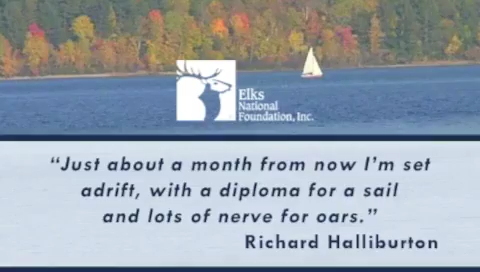 Elks
National
Foundation, Inc.
“Just about a month from now I’m set
adrift, with a diploma for a sail
and lots of nerve for oars.”
Richard Halliburton